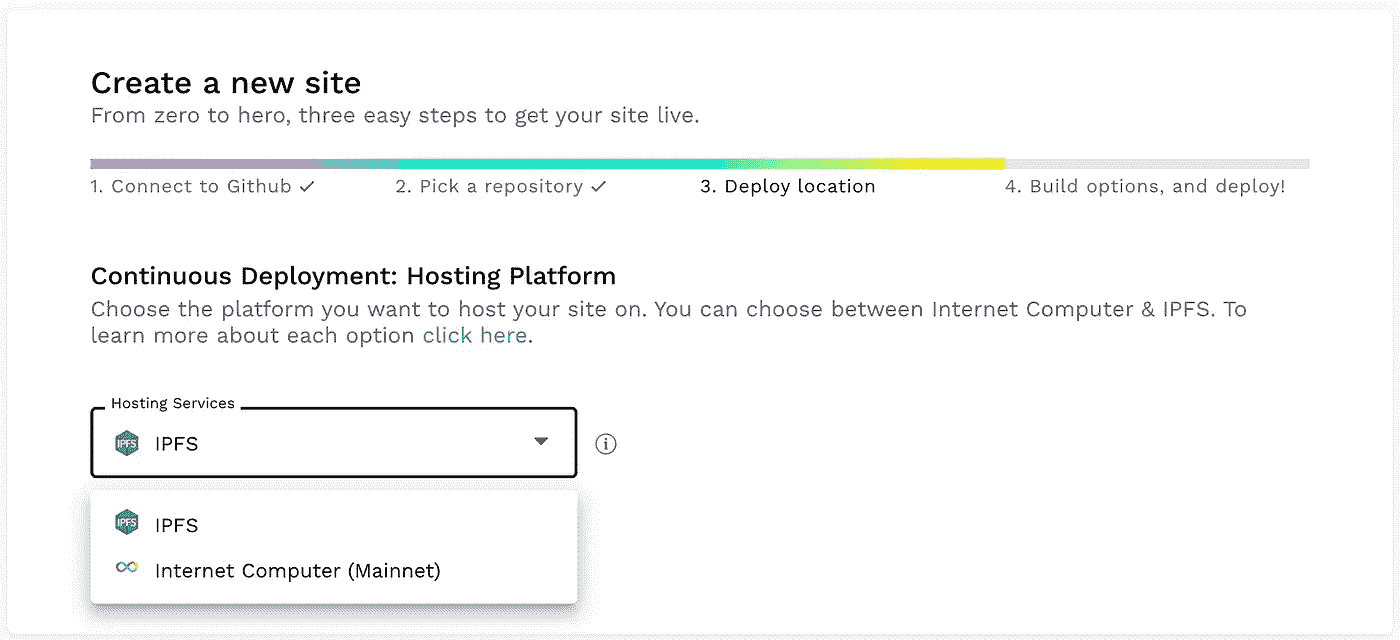 Create a new site
From zero to hero, three easy steps to get your site live.
1. Connect to Github ✓ 2. Pick a repository ✓ 3. Deploy location 4. Build options, and deploy!
Continuous Deployment: Hosting Platform
Choose the platform you want to host your site on. You can choose between Internet Computer & IPFS. To
learn more about each option click here.
Hosting Services
IPFS IPFS
IPFS IPFS
Internet Computer (Mainnet)